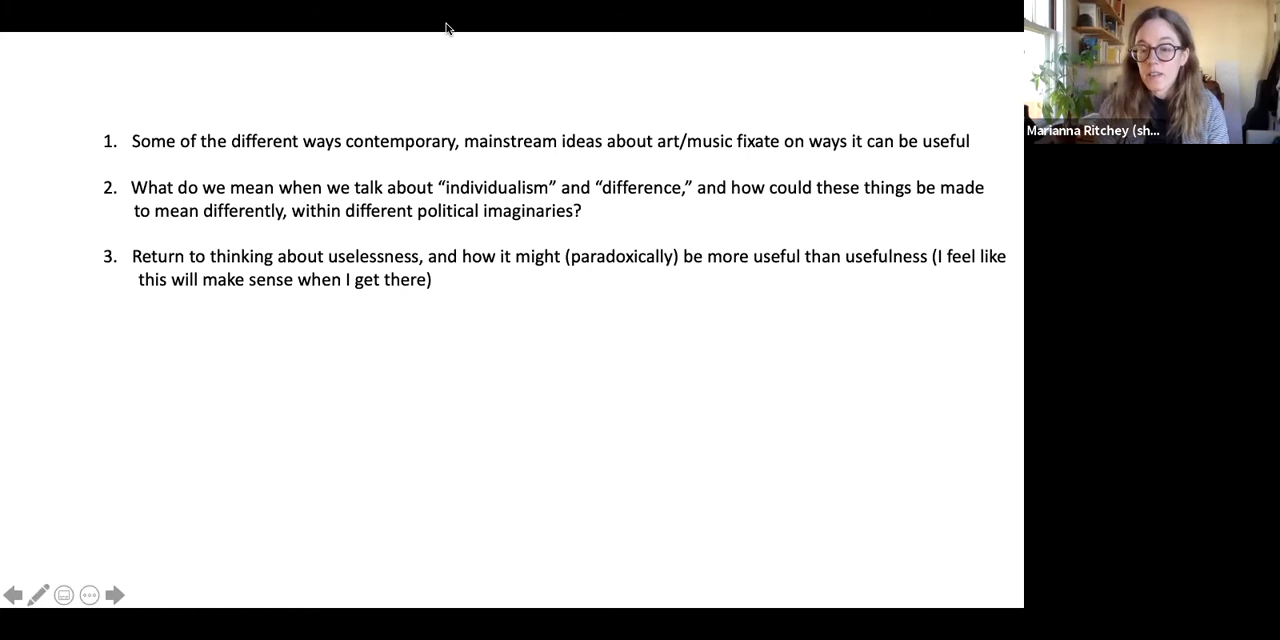 1. Some of the different ways contemporary, mainstream ideas about art/music fixate on ways it can be useful
2. What do we mean when we talk about “individualism” and “difference,” and how could these things be made
to mean differently, within different political imaginaries?
3. Return to thinking about uselessness, and how it might (paradoxically) be more useful than usefulness (I feel like
this will make sense when I get there)
Marianna Ritchey (sh...